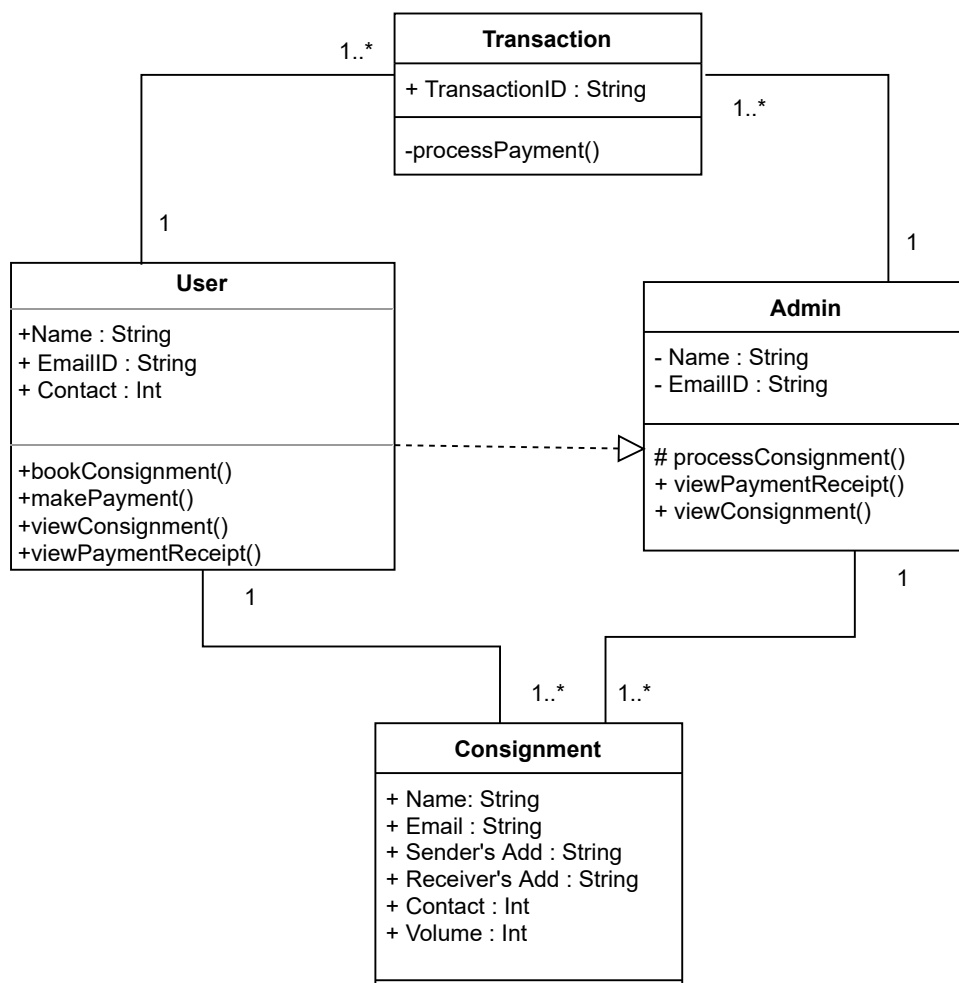 Transaction
+ TransactionID : String
-processPayment()
1..*
1..*
1
1
User
+Name : String
+ EmailID : String
+ Contact : Int
+bookConsignment()
+makePayment()
+viewConsignment()
+viewPaymentReceipt()
Admin
- Name : String
- EmailID : String
# processConsignment()
+ viewPaymentReceipt()
+ viewConsignment()
1
1
1..*
1..*
Consignment
+ Name: String
+ Email : String
+ Sender's Add : String
+ Receiver's Add : String
+ Contact : Int
+ Volume : Int